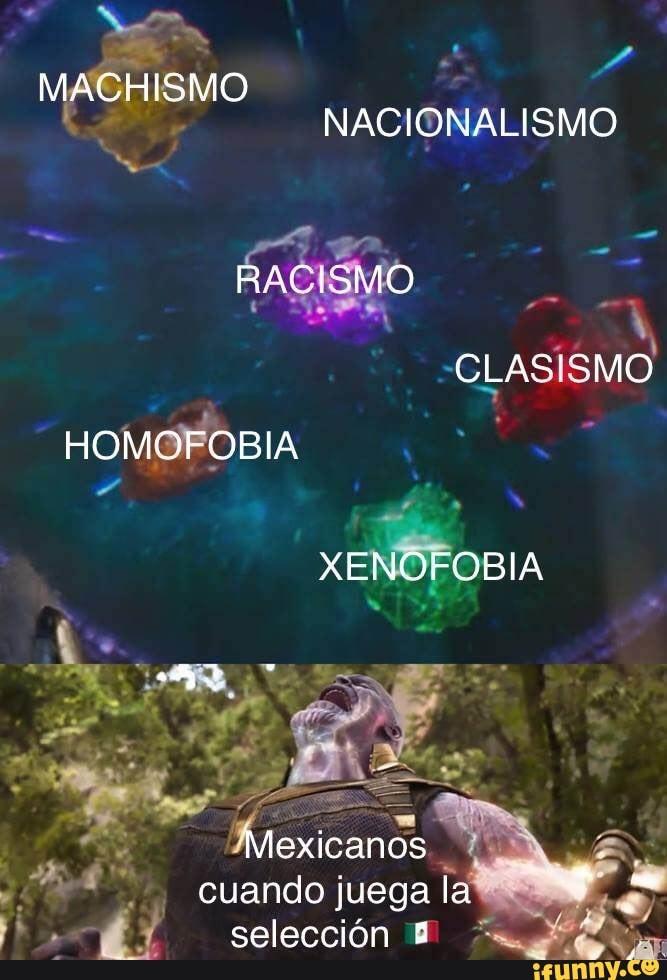 MACHISMO
NACIONALISMO
RACISMO
CLASISMO
HOMOFOBIA
XENOFOBIA
Mexicanos
cuando juega la
selección 🇲🇽
ifunny.co